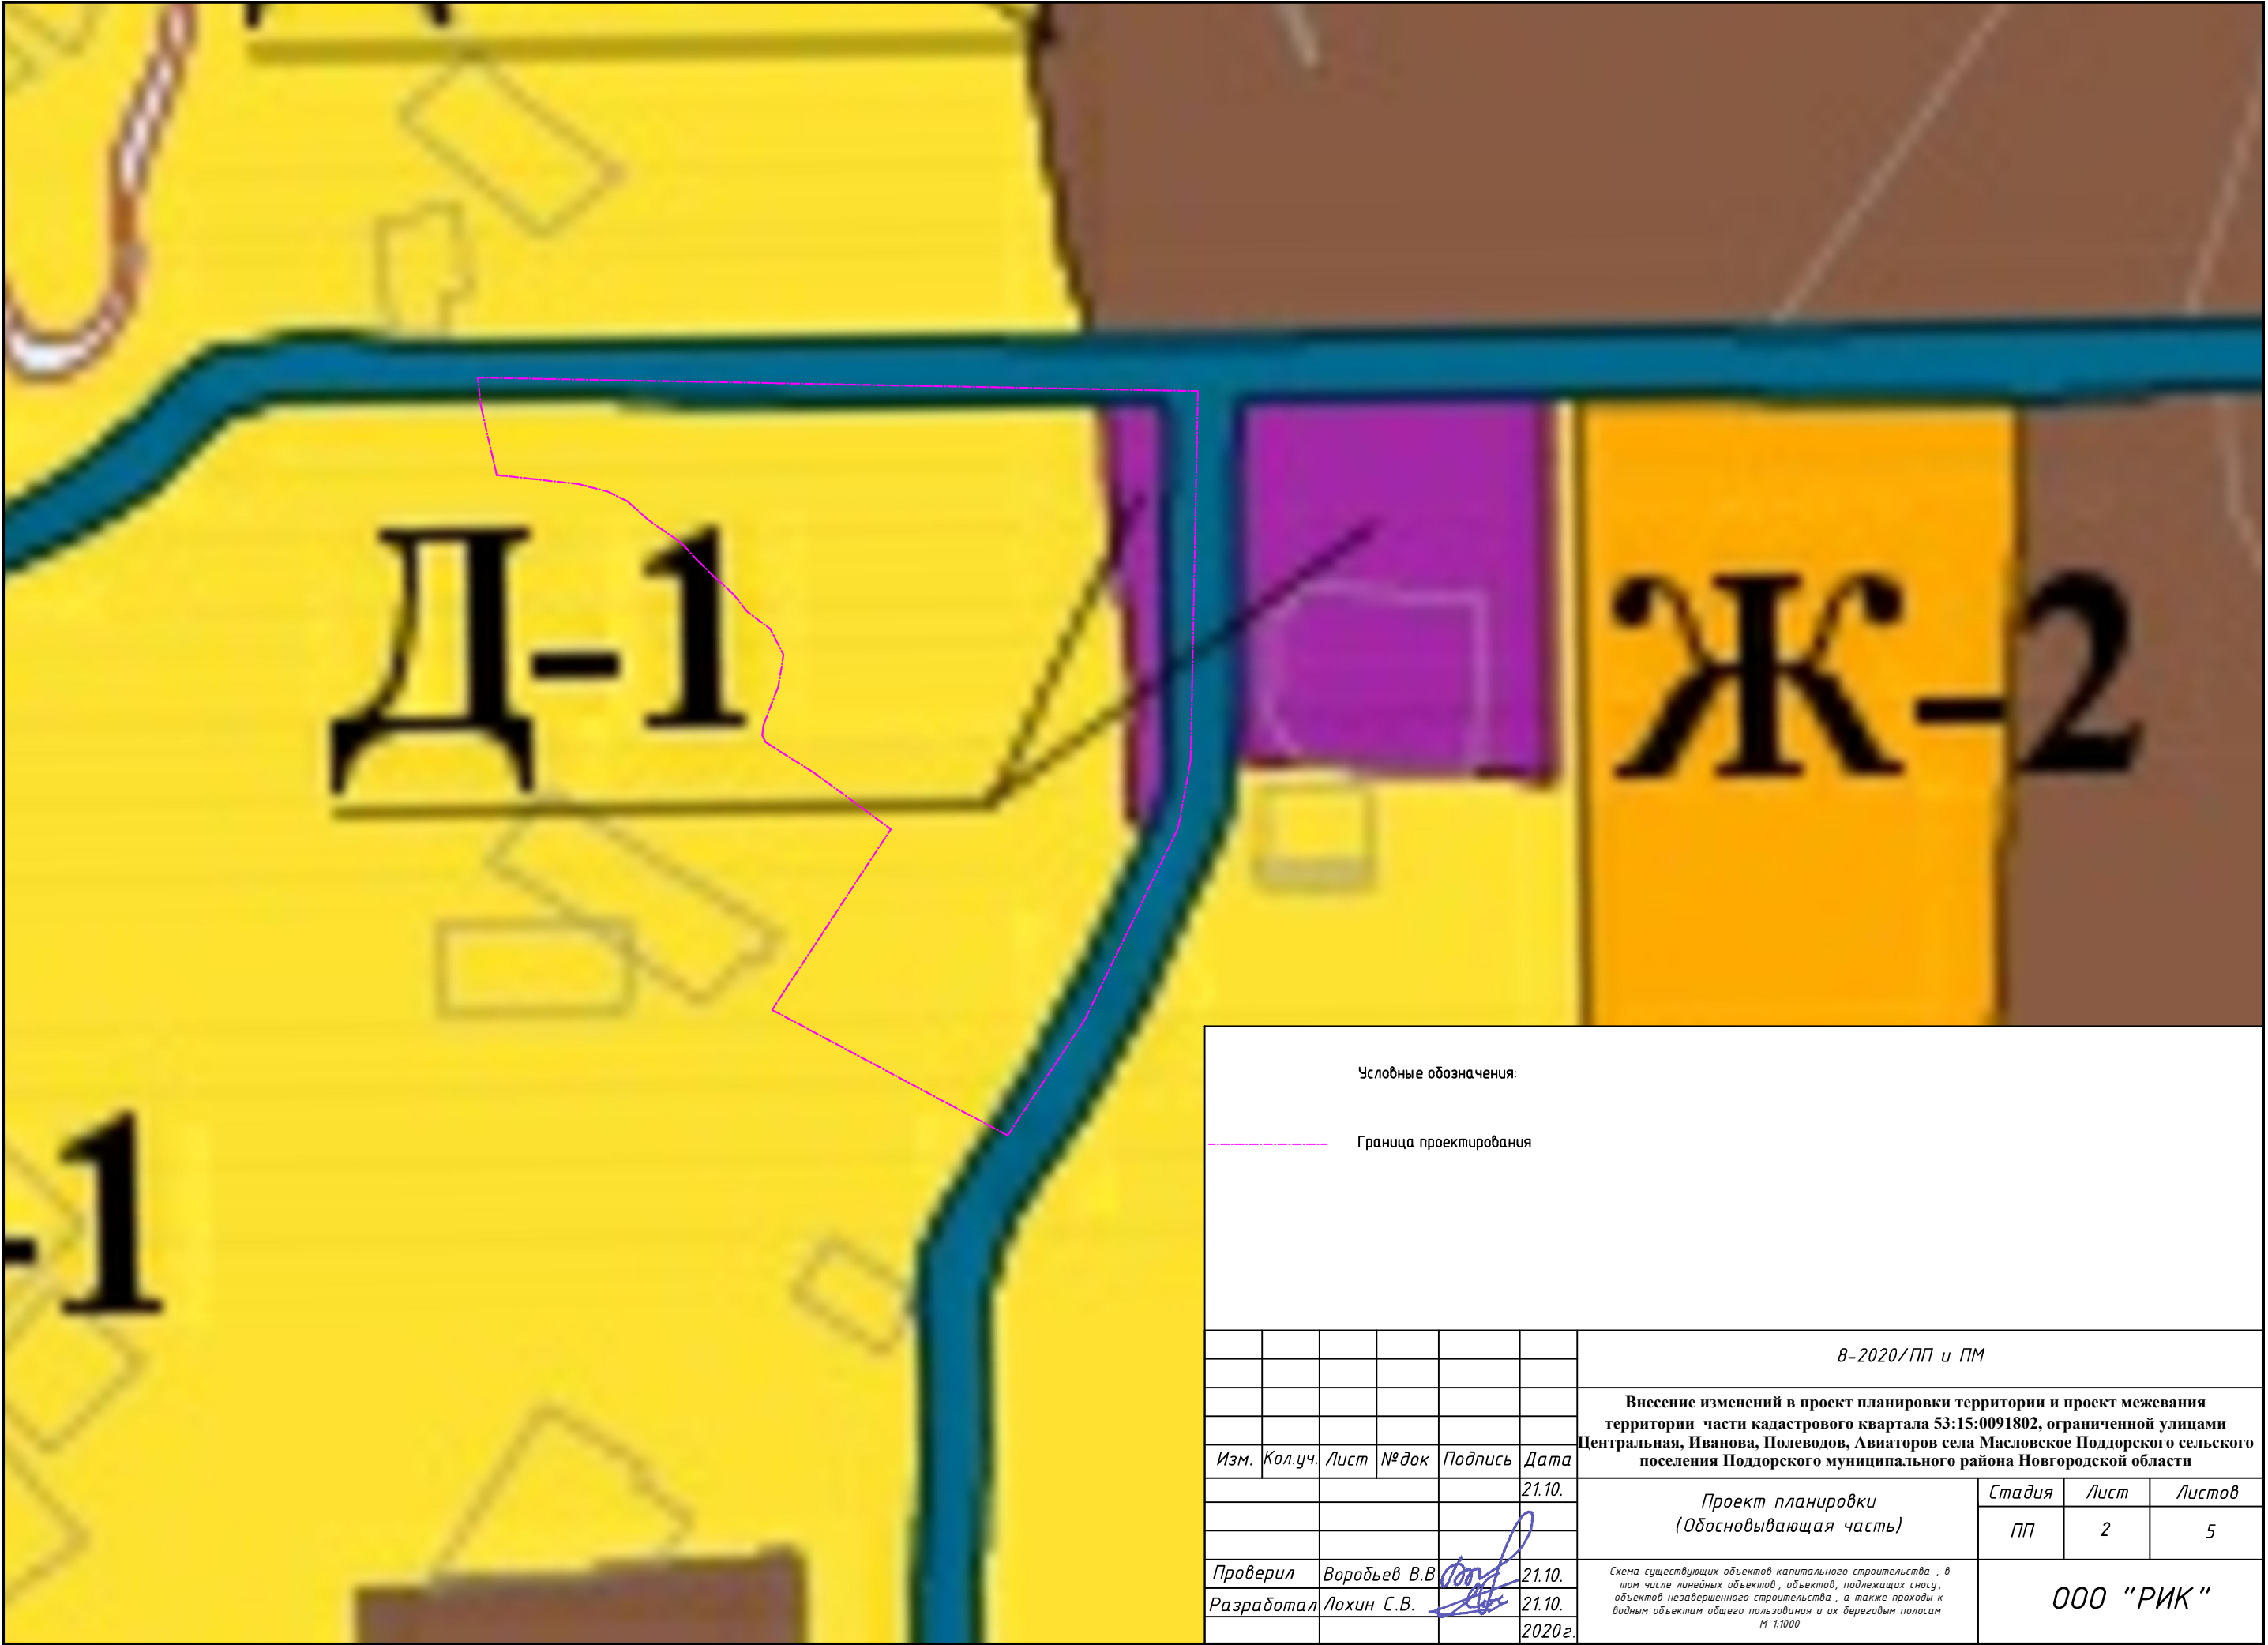 Д-1
Ж-2
-1
Условные обозначения:
Граница проектирования
8-2020/ПП и ПМ
Внесение изменений в проект планировки территории и проект межевания
территории части кадастрового квартала 53:15:0091802, ограниченной улицами
Центральная, Иванова, Полеводов, Авиаторов села Масловское Поддорского сельского
поселения Поддорского муниципального района Новгородской области
Изм. Кол.уч. Лист №док Подпись Дата
21.10.
Проект планировки
(Обосновывающая часть)
Стадия Лист Листов
ПП 2 5
Проверил Воробьев В.В 21.10.
Разработал Лохин С.В. 21.10.
2020г.
Схема существующих объектов капитального строительства , в
том числе линейных объектов , объектов, подлежащих сносу,
объектов незавершенного строительства , а также проходы к
водным объектам общего пользования и их береговым полосам
М 1:1000
ООО "РИК"